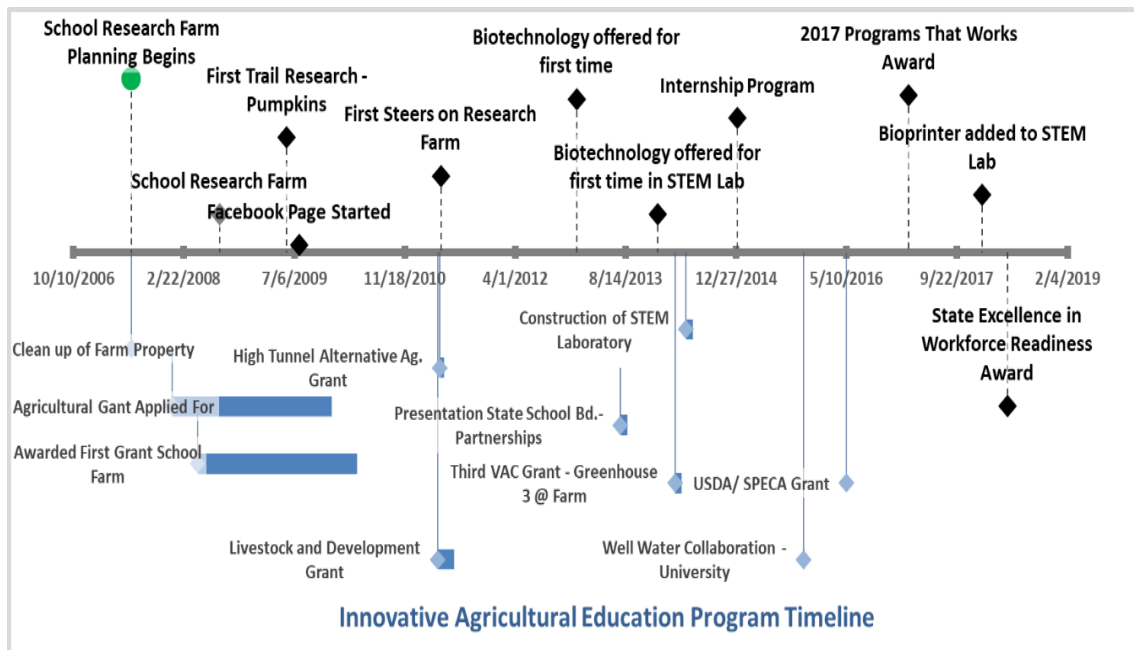 School Research Farm
Planning Begins
First Trail Research -
Pumpkins
School Research Farm
Facebook Page Started
First Steers on Research
Farm
Biotechnology offered for
first time
Biotechnology offered for
first time in STEM Lab
Internship Program
2017 Programs That Works
Award
Bioprinter added to STEM
Lab
10/10/2006
2/22/2008
7/6/2009
11/18/2010
4/1/2012
8/14/2013
12/27/2014
5/10/2016
9/22/2017
2/4/2019
Clean up of Farm Property
Agricultural Gant Applied For
Awarded First Grant School
Farm
High Tunnel Alternative Ag.
Grant
Livestock and Development
Grant
Construction of STEM
Laboratory
Presentation State School Bd.-
Partnerships
Third VAC Grant - Greenhouse
3 @ Farm
USDA/ SPECA Grant
Well Water Collaboration -
University
State Excellence in
Workforce Readiness
Award
Innovative Agricultural Education Program Timeline